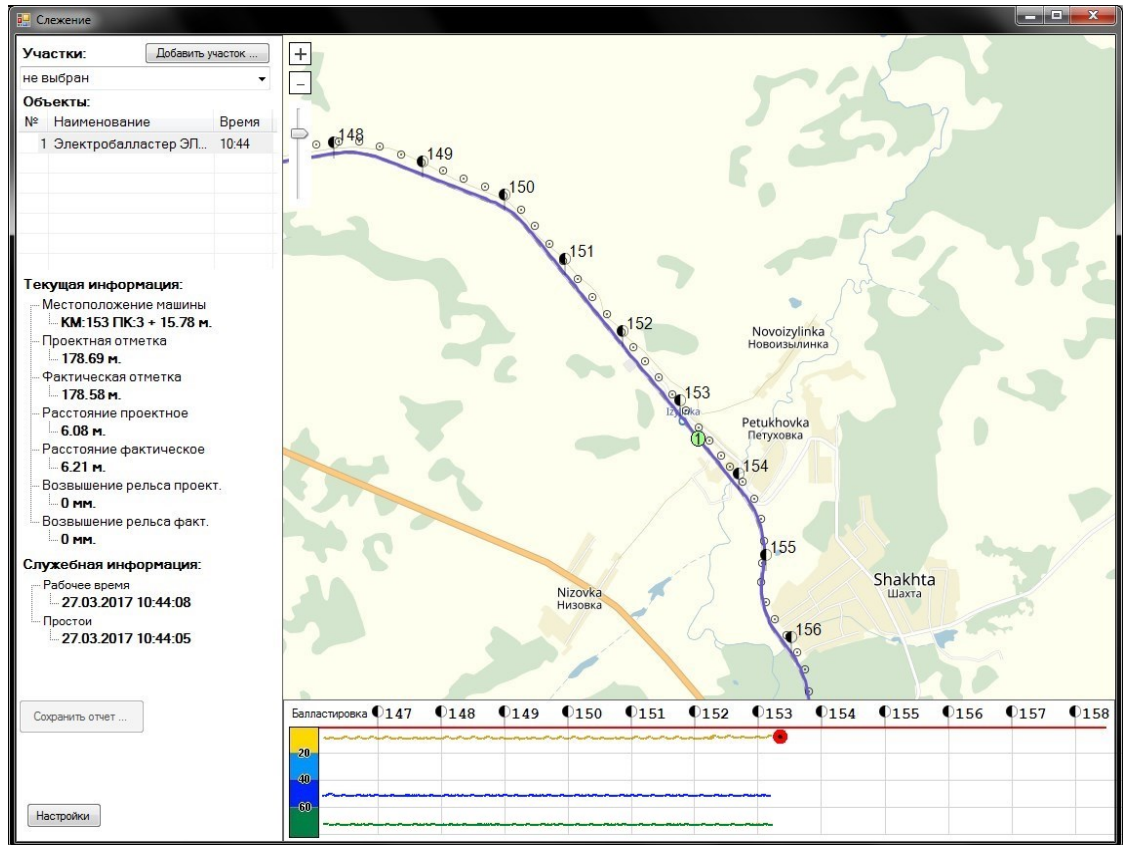 Слежение
Участки:
Добавить участок ...
не выбран
Объекты:
№ Наименование Время
1 Электробалластер ЭП... 10:44
Текущая информация:
Местоположение машины
КМ:153 ПК:3 + 15.78 м.
Проектная отметка
178.69 м.
Фактическая отметка
178.58 м.
Расстояние проектное
6.08 м.
Расстояние фактическое
6.21 м.
Возвышение рельса проект.
0 мм.
Возвышение рельса факт.
0 мм.
Служебная информация:
Рабочее время
27.03.2017 10:44:08
Простои
27.03.2017 10:44:05
Сохранить отчет ...
Настройки
+
-
148
149
150
151
152
Novoizylinka
Новоизылинка
153
Petukhovka
Петуховка
1
154
155
Nizovka
Низовка
Shakhta
Шахта
156
Балластировка 147 148 149 150 151 152 153 154 155 156 157 158
20
40
60